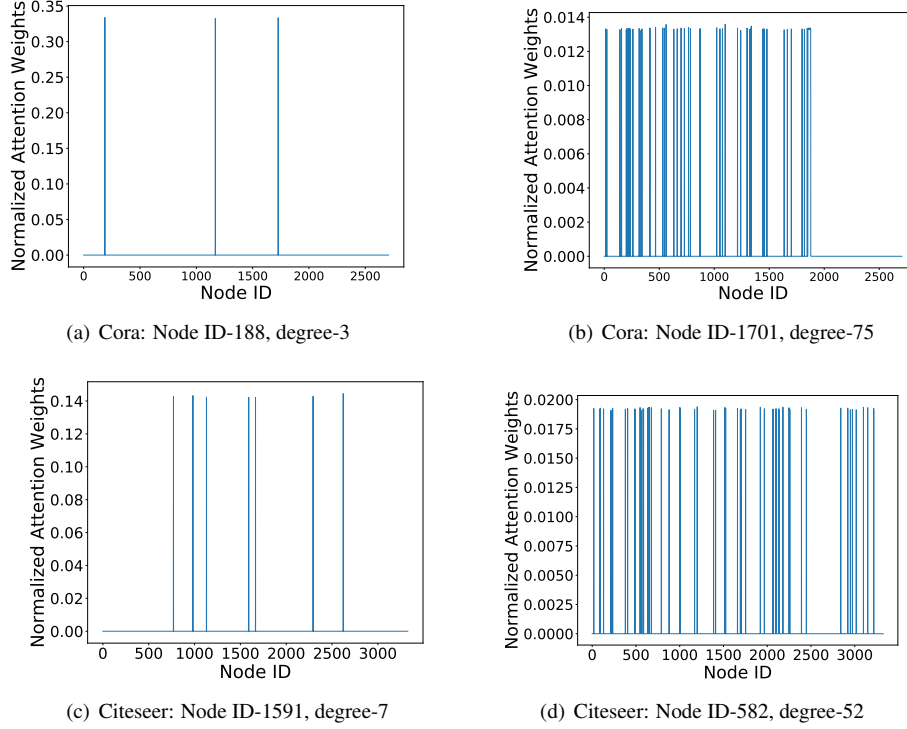 Normalized Attention Weights
0.35
0.30
0.25
0.20
0.15
0.10
0.05
0.00
0 500 1000 1500 2000 2500
Node ID
(a) Cora: Node ID-188, degree-3
Normalized Attention Weights
0.014
0.012
0.010
0.008
0.006
0.004
0.002
0.000
0 500 1000 1500 2000 2500
Node ID
(b) Cora: Node ID-1701, degree-75
Normalized Attention Weights
0.14
0.12
0.10
0.08
0.06
0.04
0.02
0.00
0 500 1000 1500 2000 2500 3000
Node ID
(c) Citeseer: Node ID-1591, degree-7
Normalized Attention Weights
0.0200
0.0175
0.0150
0.0125
0.0100
0.0075
0.0050
0.0025
0.0000
0 500 1000 1500 2000 2500 3000
Node ID
(d) Citeseer: Node ID-582, degree-52